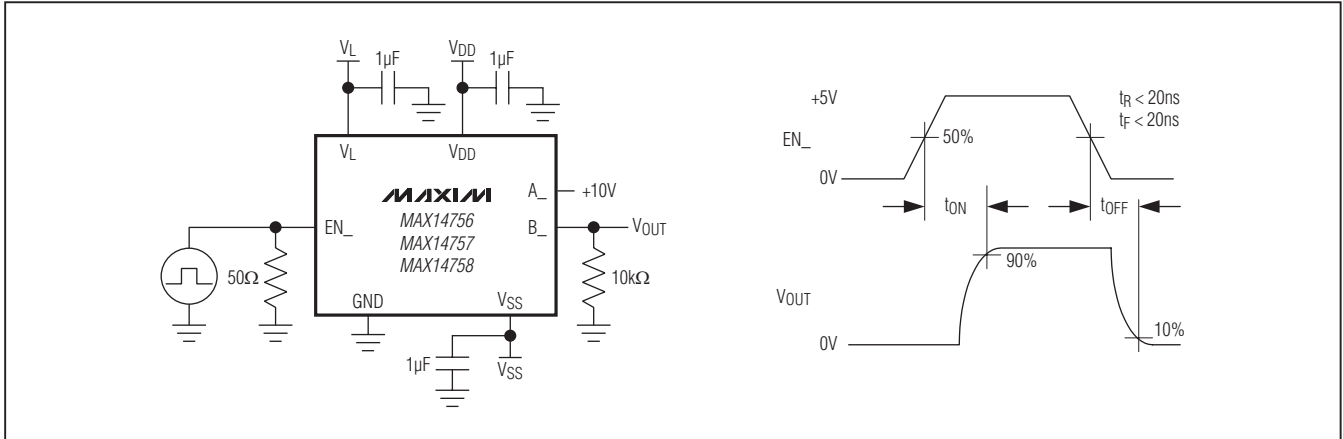 VL
1µF
VDD
1µF
VL
VDD
MAXIM
MAX14756
MAX14757
MAX14758
EN_
A_
+10V
B_
VOUT
50Ω
10kΩ
GND
VSS
1µF
VSS
+5V
EN_
0V
50%
tR < 20ns
tF < 20ns
tON
tOFF
VOUT
0V
90%
10%